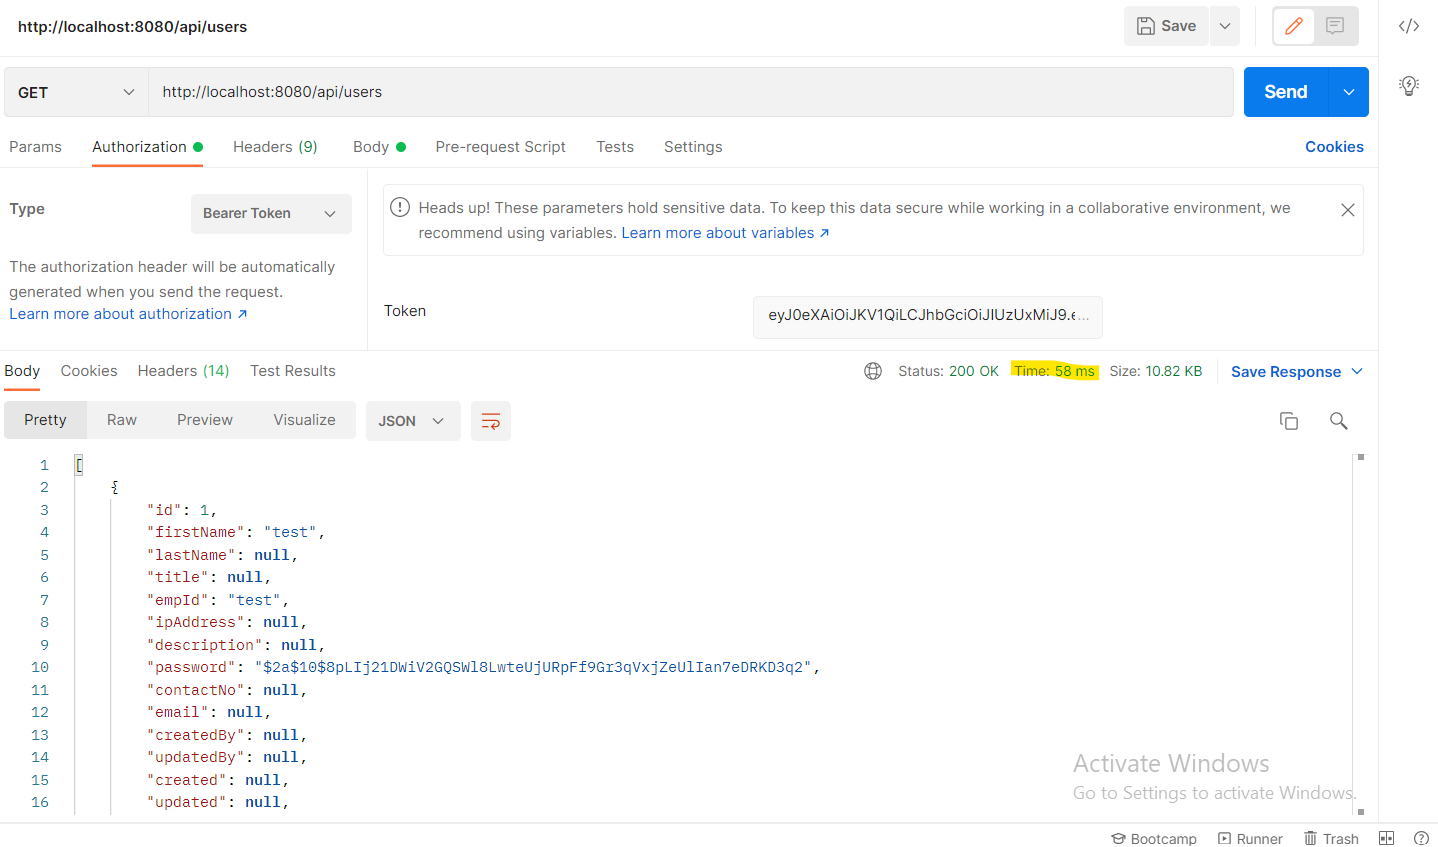 http://localhost:8080/api/users
Save
GET
http://localhost:8080/api/users
Send
Params Authorization Headers (9) Body Pre-request Script Tests Settings Cookies
Type Bearer Token
Heads up! These parameters hold sensitive data. To keep this data secure while working in a collaborative environment, we
recommend using variables. Learn more about variables ↗
The authorization header will be automatically
generated when you send the request.
Learn more about authorization ↗
Token eyJ0eXAiOiJKV1QiLCJhbGciOiJIUzUxMiJ9.e...
Body Cookies Headers (14) Test Results Status: 200 OK Time: 58 ms Size: 10.82 KB Save Response
Pretty Raw Preview Visualize JSON
1 [
2 {
3 "id": 1,
4 "firstName": "test",
5 "lastName": null,
6 "title": null,
7 "empId": "test",
8 "ipAddress": null,
9 "description": null,
10 "password": "$2a$10$8pLIj21DWiV2GQSWl8LwteUjURpFf9Gr3qVxjZeUlIan7eDRKD3q2",
11 "contactNo": null,
12 "email": null,
13 "createdBy": null,
14 "updatedBy": null,
15 "created": null,
16 "updated": null,
Activate Windows
Go to Settings to activate Windows.
Bootcamp Runner Trash